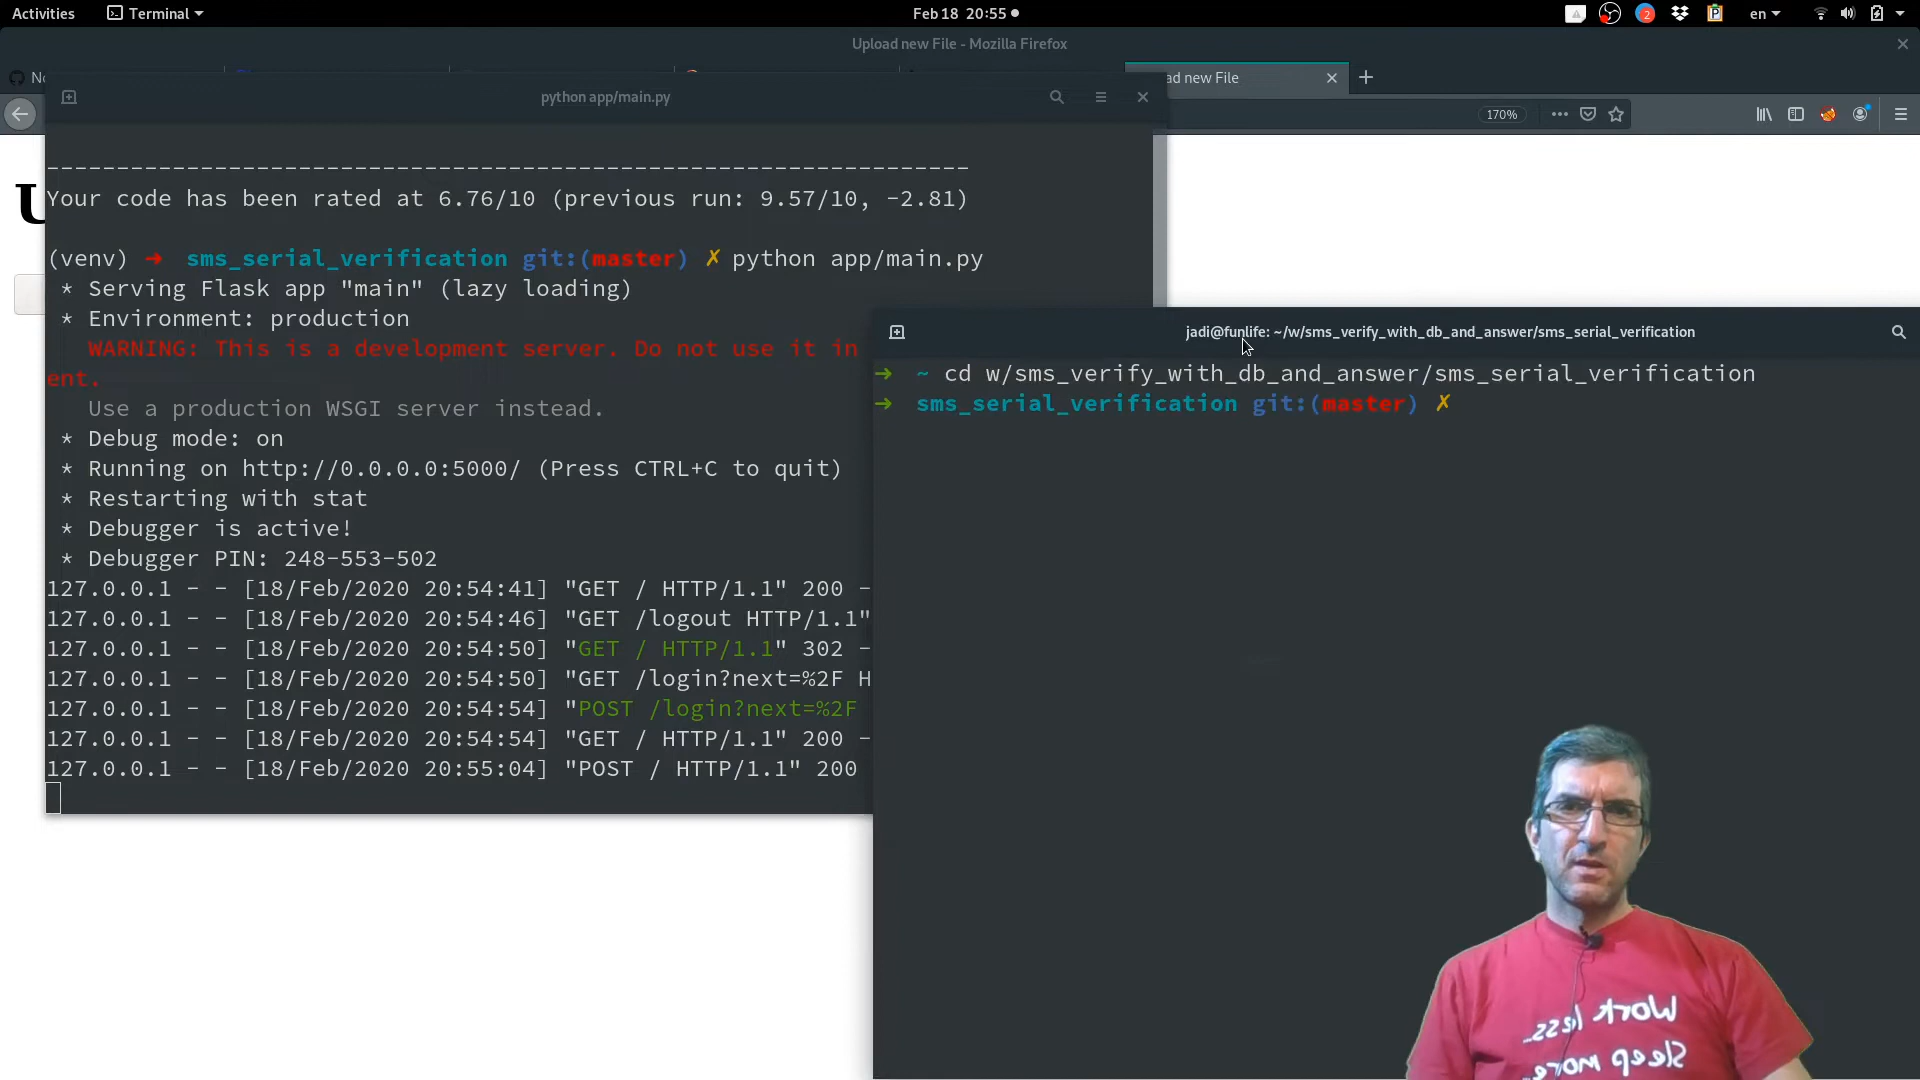 Activities
Terminal
Feb 18 20:55
2
en
Upload new File - Mozilla Firefox
ad new File
170%
U
python app/main.py
--------------------------------------------------------------------
Your code has been rated at 6.76/10 (previous run: 9.57/10, -2.81)
(venv) ➜ sms_serial_verification git:(master) ✗ python app/main.py
* Serving Flask app "main" (lazy loading)
* Environment: production
WARNING: This is a development server. Do not use it in
ent.
Use a production WSGI server instead.
* Debug mode: on
* Running on http://0.0.0.0:5000/ (Press CTRL+C to quit)
* Restarting with stat
* Debugger is active!
* Debugger PIN: 248-553-502
127.0.0.1 - - [18/Feb/2020 20:54:41] "GET / HTTP/1.1" 200 -
127.0.0.1 - - [18/Feb/2020 20:54:46] "GET /logout HTTP/1.1"
127.0.0.1 - - [18/Feb/2020 20:54:50] "GET / HTTP/1.1" 302 -
127.0.0.1 - - [18/Feb/2020 20:54:50] "GET /login?next=%2F H
127.0.0.1 - - [18/Feb/2020 20:54:54] "POST /login?next=%2F
127.0.0.1 - - [18/Feb/2020 20:54:54] "GET / HTTP/1.1" 200 -
127.0.0.1 - - [18/Feb/2020 20:55:04] "POST / HTTP/1.1" 200
jadi@funlife: ~/w/sms_verify_with_db_and_answer/sms_serial_verification
➜ ~ cd w/sms_verify_with_db_and_answer/sms_serial_verification
➜ sms_serial_verification git:(master) ✗
Work
less...
Sleep more